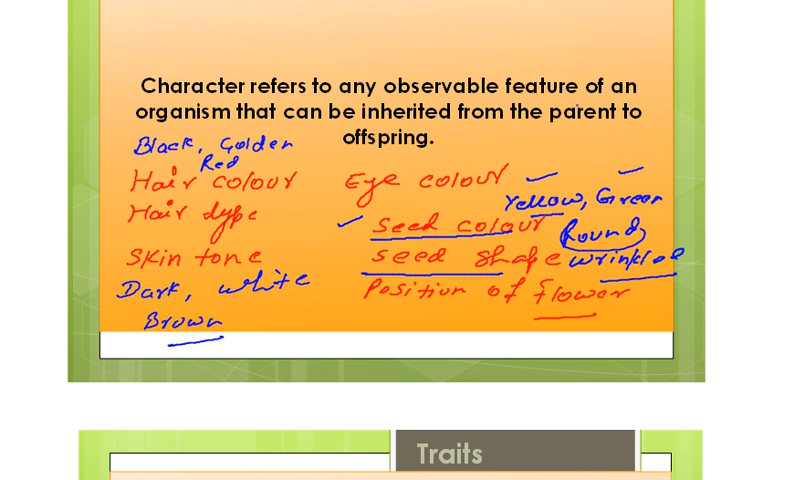 Character refers to any observable feature of an
organism that can be inherited from the parent to
offspring.
Black, Golden
Red
Hair colour
Hair type
Skin tone
Dark, white
Brown
Eye colour
Yellow, Green
Seed colour
Round
Seed shape wrinkled
Position of flower
Traits